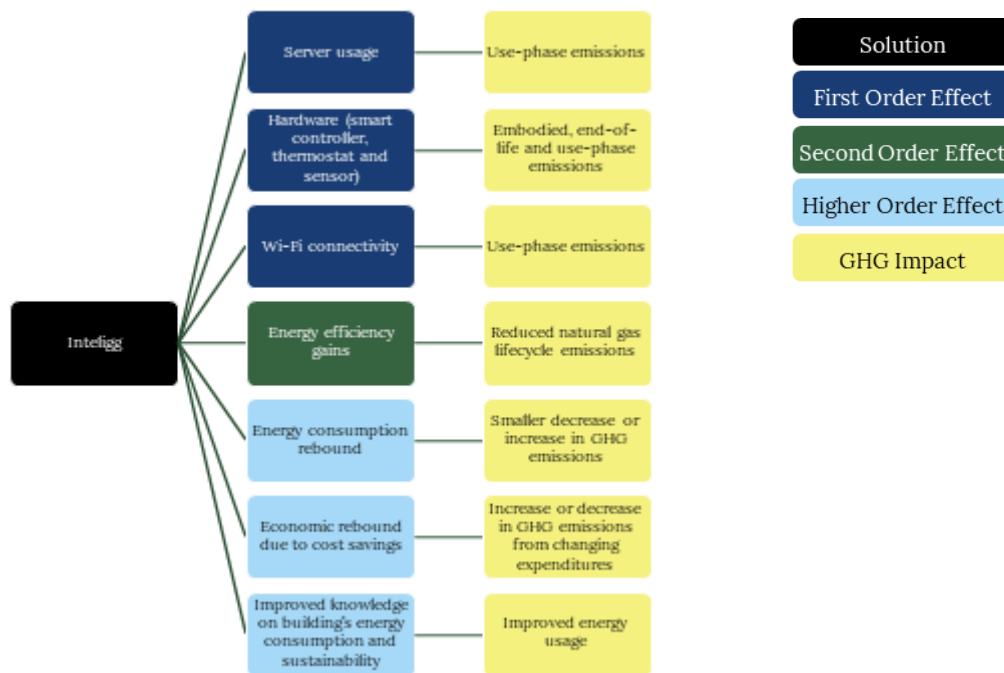 Server usage
Use-phase emissions
Hardware (smart
controller,
thermostat and
sensor)
Embodied, end-of-
life and use-phase
emissions
Wi-Fi connectivity
Use-phase emissions
Inteligg
Energy efficiency
gains
Reduced natural gas
lifecycle emissions
Energy consumption
rebound
Smaller decrease or
increase in GHG
emissions
Economic rebound
due to cost savings
Increase or decrease
in GHG emissions
from changing
expenditures
Improved knowledge
on building's energy
consumption and
sustainability
Improved energy
usage
Solution
First Order Effect
Second Order Effect
Higher Order Effect
GHG Impact